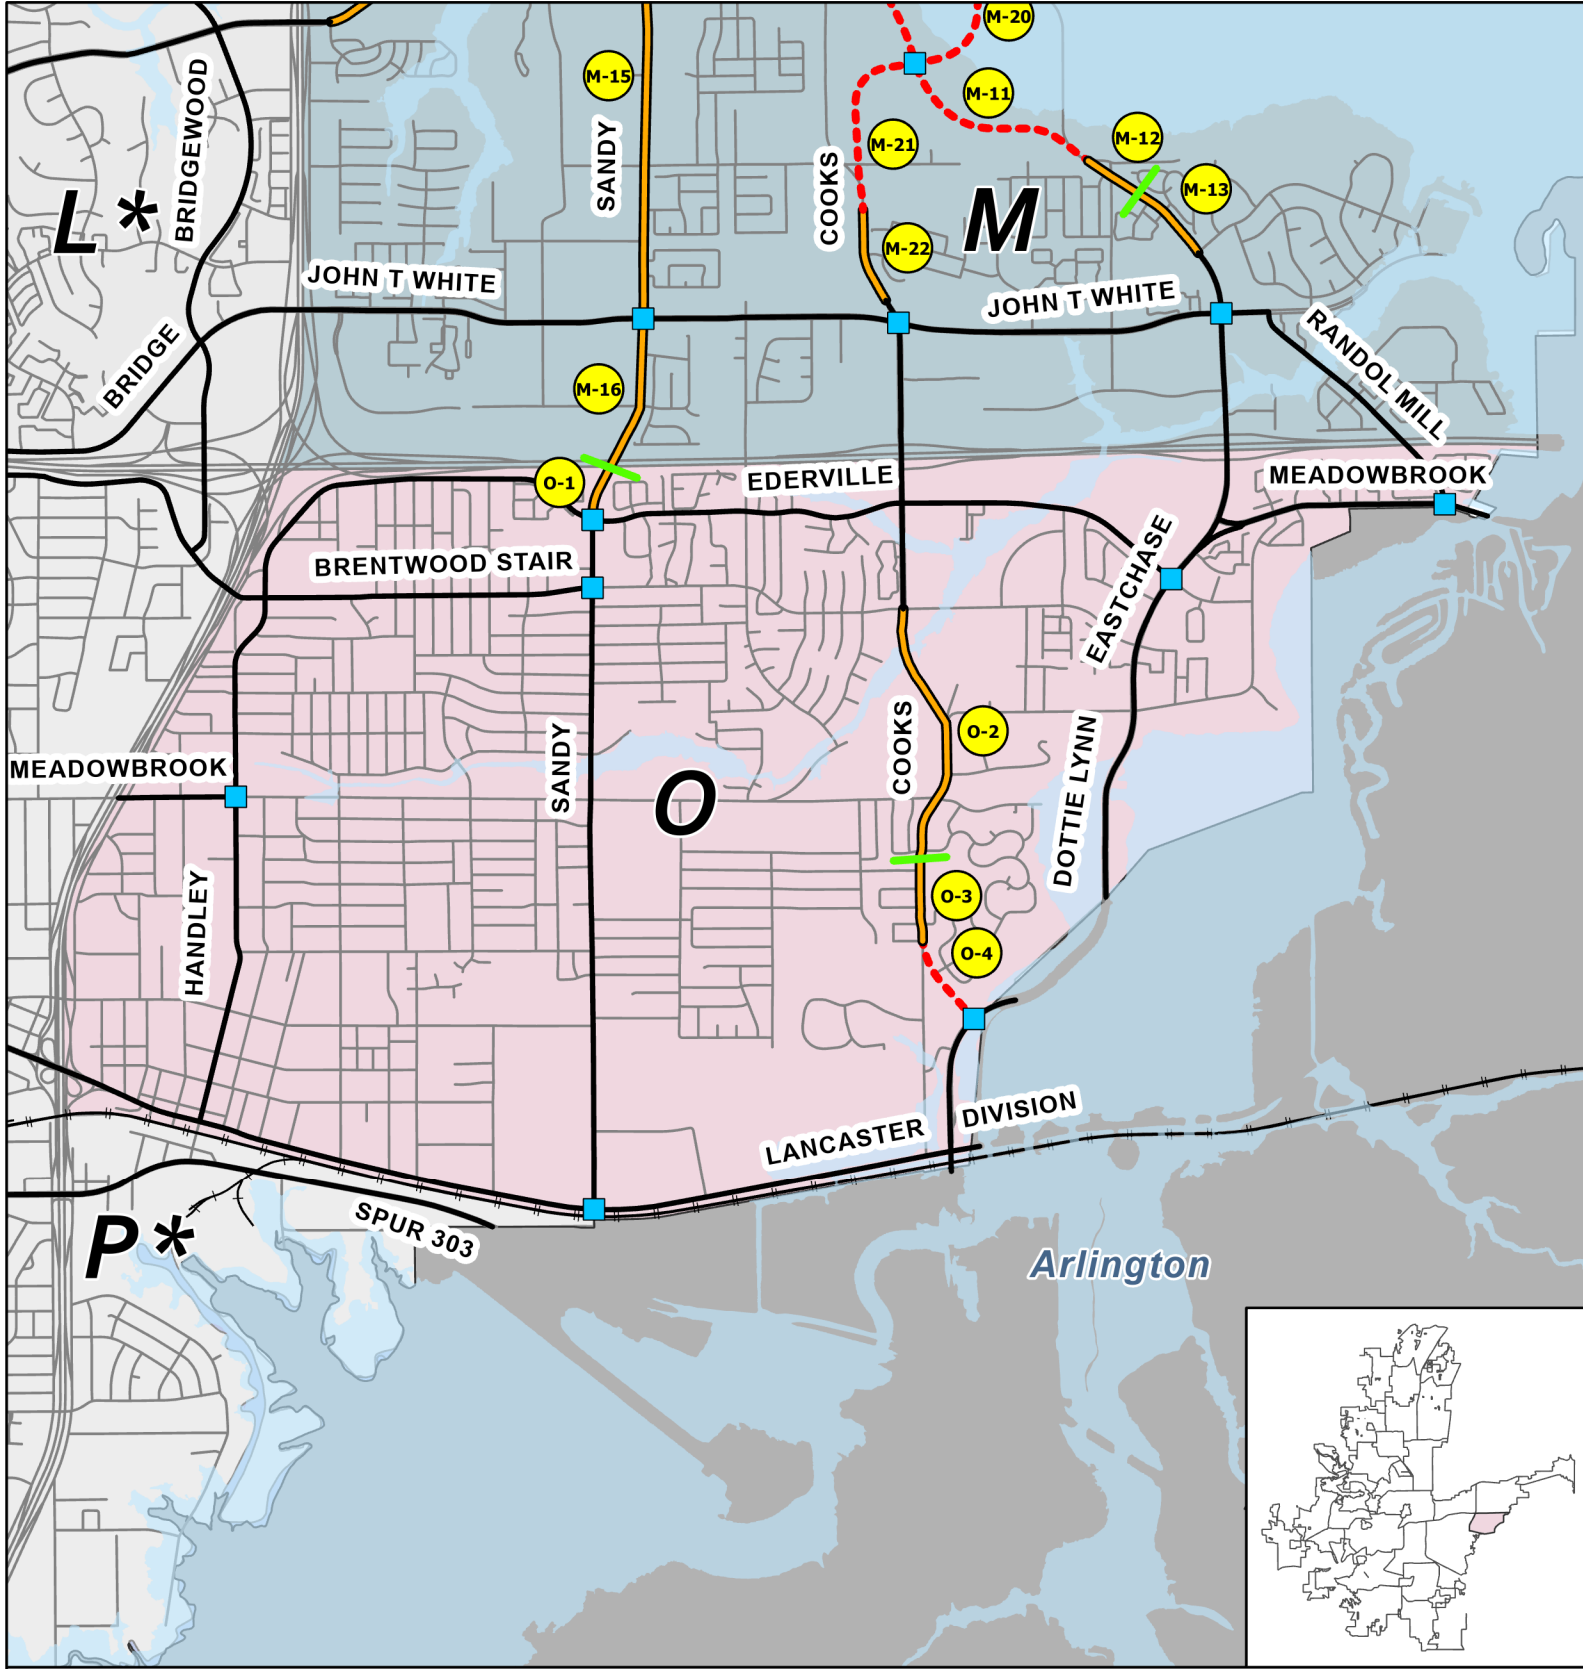 M-20
M-15
BRIDGEWOOD
M-11
SANDY
M-21
M-12
COOKS
M-13
L *
M
M-22
JOHN T WHITE
JOHN T WHITE
RANDOL MILL
BRIDGE
M-16
EDERVILLE
MEADOWBROOK
O-1
BRENTWOOD STAIR
EASTCHASE
O-2
COOKS
SANDY
MEADOWBROOK
DOTTIE LYNN
O
O-3
HANDLEY
O-4
DIVISION
LANCASTER
SPUR 303
P *
Arlington